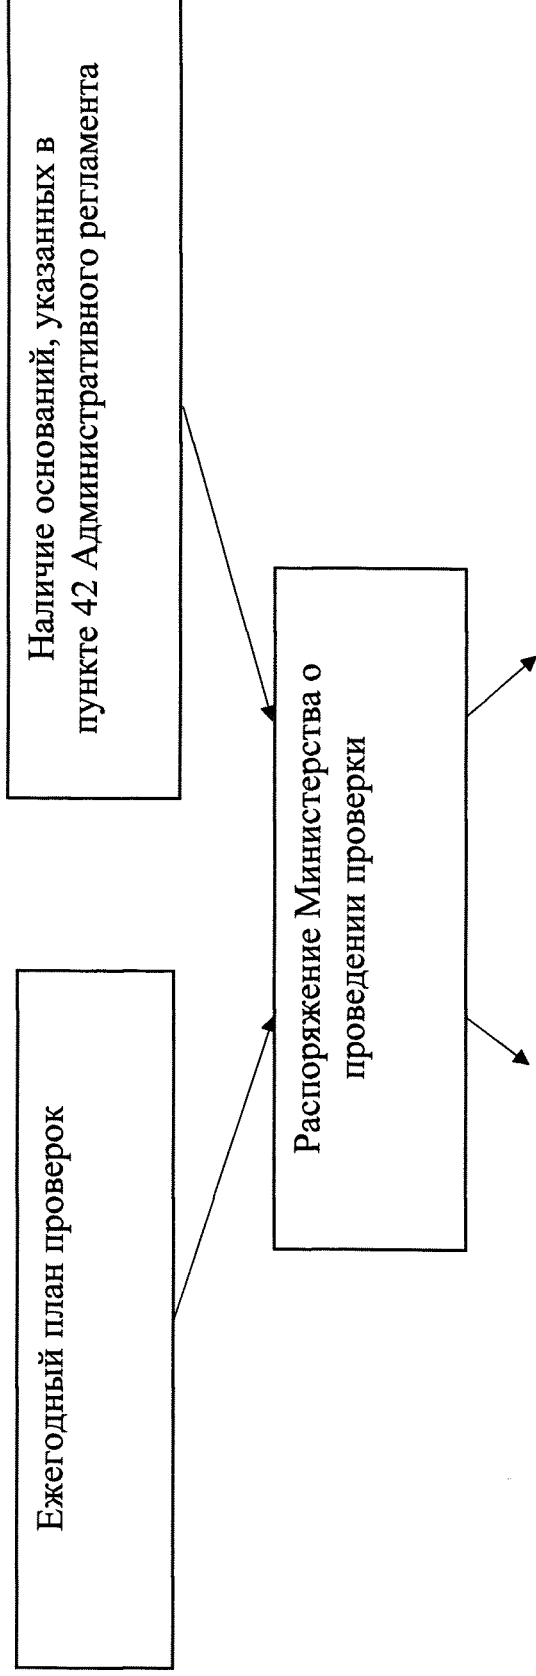 Ежегодный план проверок
Наличие оснований, указанных в
пункте 42 Административного регламента
Распоряжение Министерства о
проведении проверки